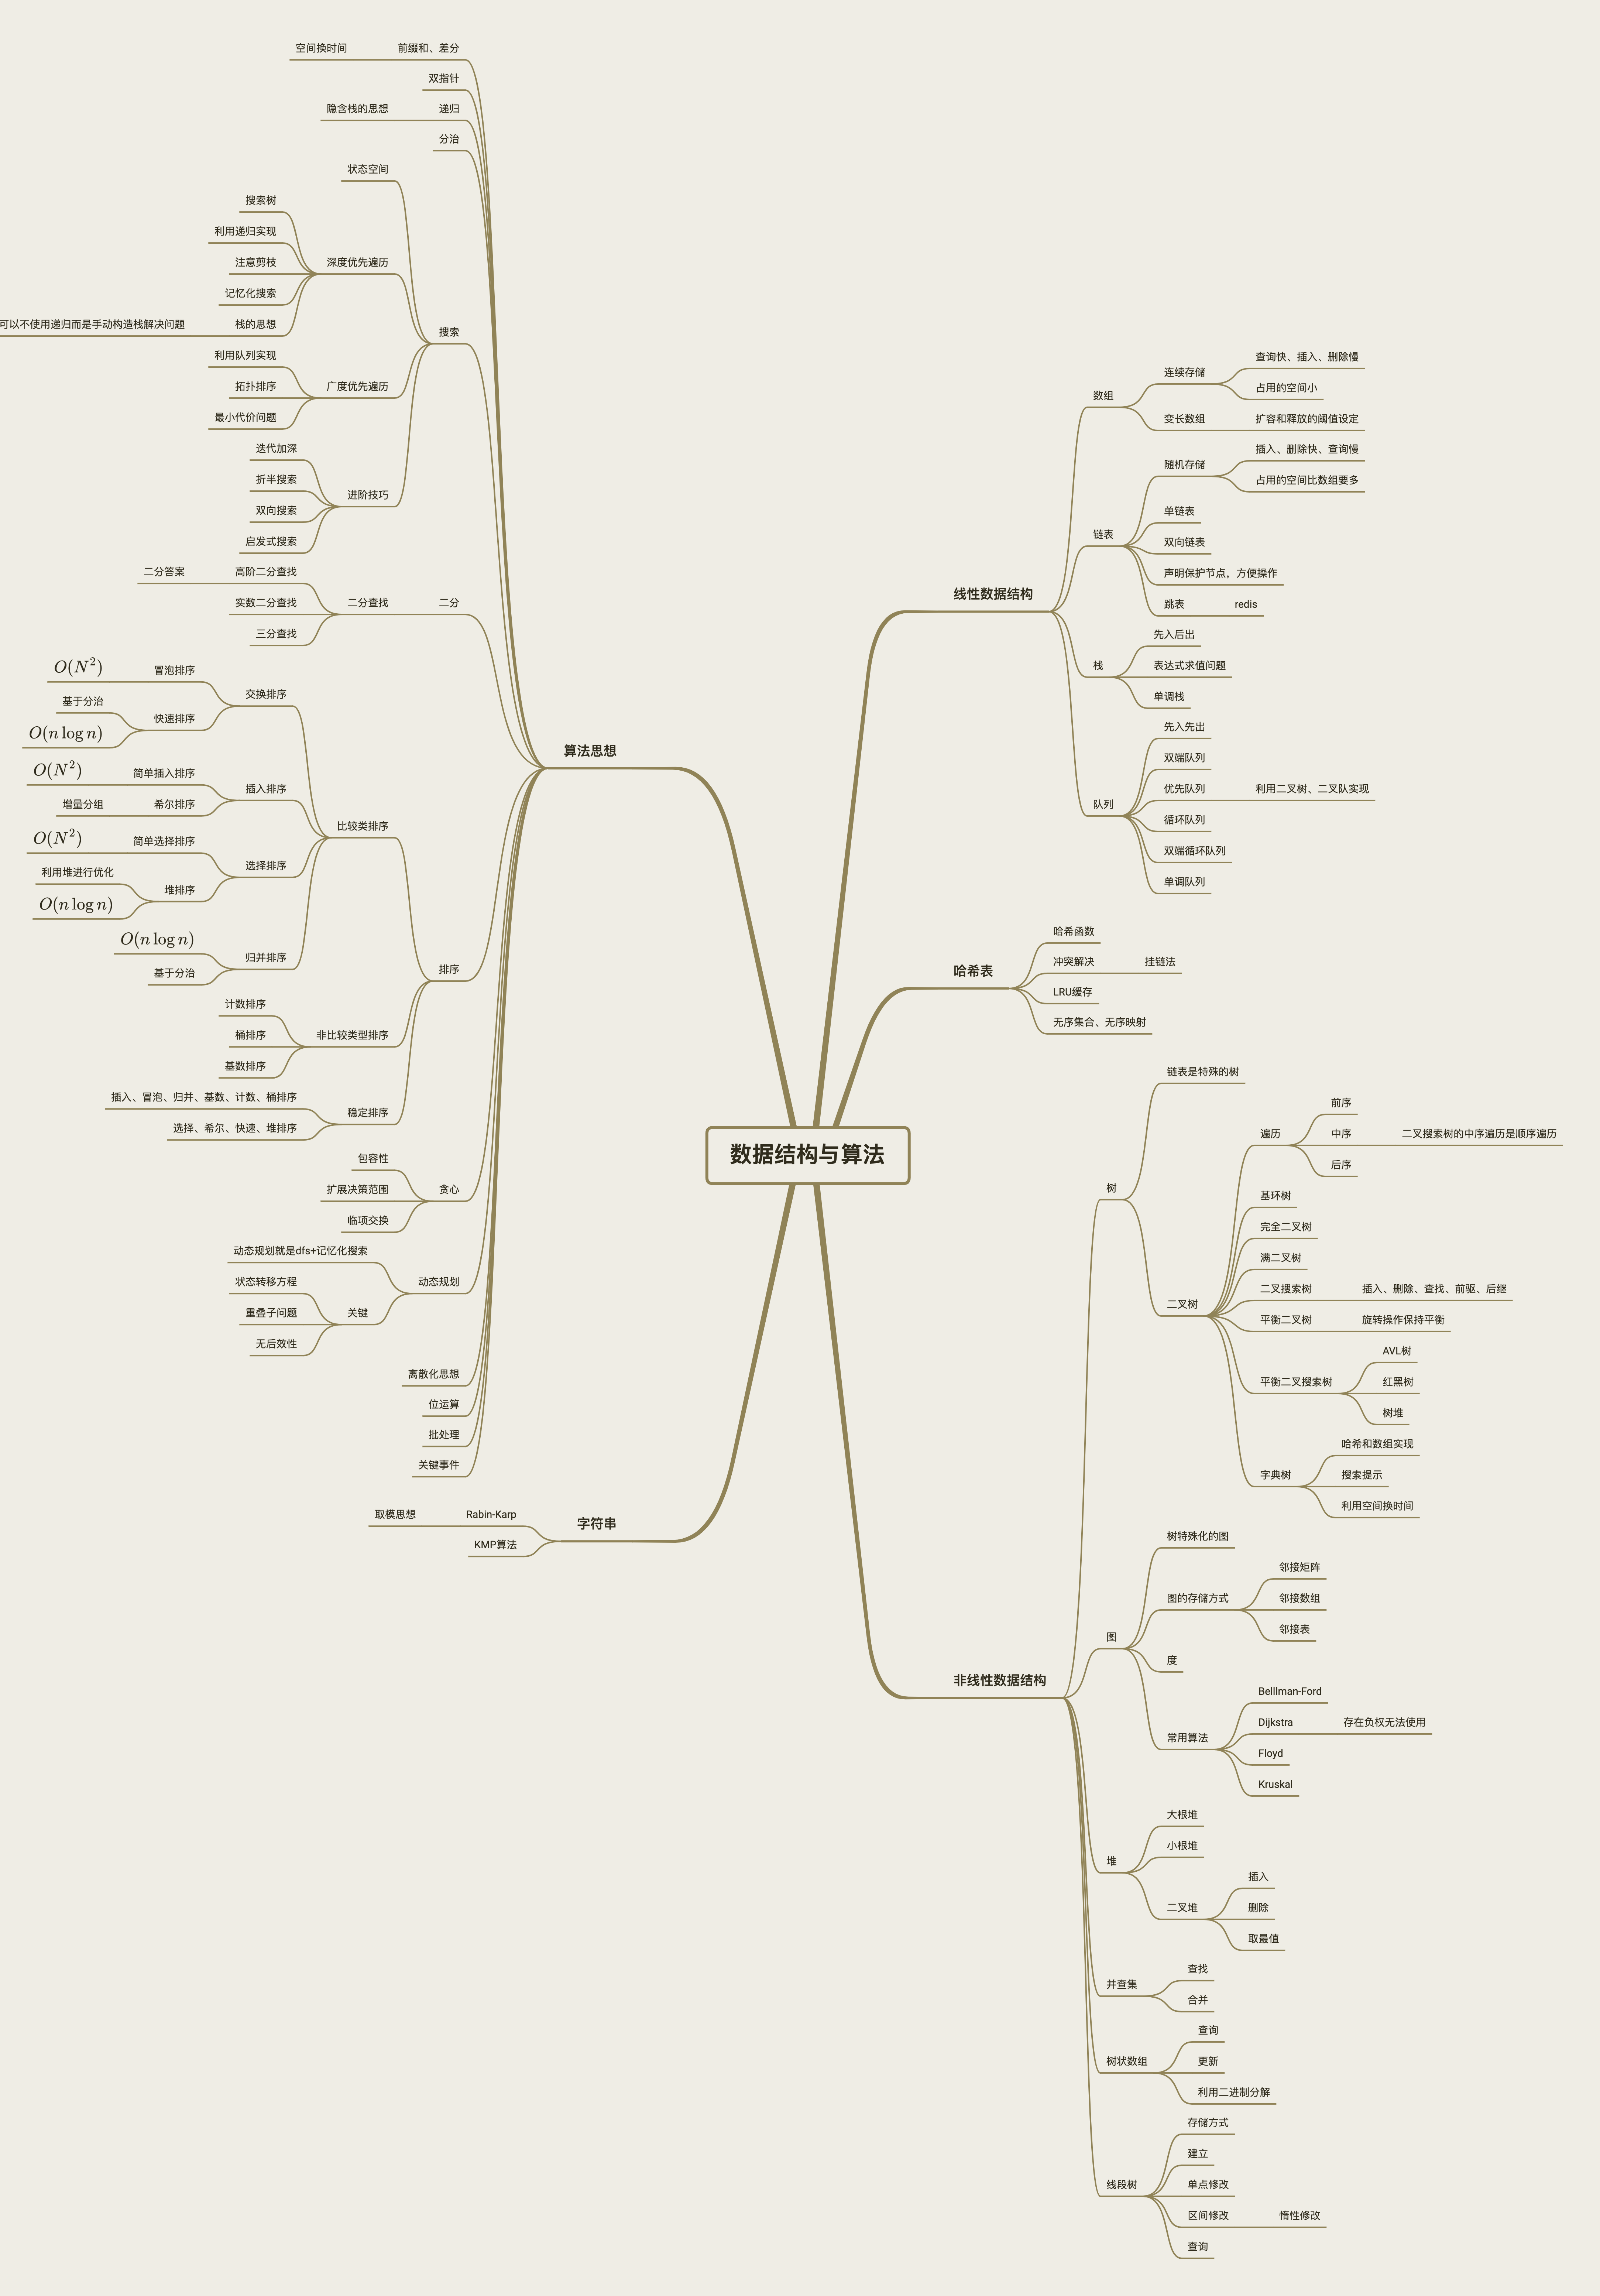 数据结构与算法
线性数据结构
数组
连续存储
查询快、插入、删除慢
占用的空间小
变长数组
扩容和释放的阈值设定
链表
随机存储
插入、删除快、查询慢
占用的空间比数组要多
单链表
双向链表
声明保护节点，方便操作
跳表
redis
栈
先入后出
表达式求值问题
单调栈
队列
先入先出
双端队列
优先队列
利用二叉树、二叉队实现
循环队列
双端循环队列
单调队列
哈希表
哈希函数
冲突解决
挂链法
LRU缓存
无序集合、无序映射
非线性数据结构
树
链表是特殊的树
二叉树
遍历
前序
中序
二叉搜索树的中序遍历是顺序遍历
后序
基环树
完全二叉树
满二叉树
二叉搜索树
插入、删除、查找、前驱、后继
平衡二叉树
旋转操作保持平衡
平衡二叉搜索树
AVL树
红黑树
树堆
字典树
哈希和数组实现
搜索提示
利用空间换时间
图
树特殊化的图
图的存储方式
邻接矩阵
邻接数组
邻接表
度
常用算法
Belllman-Ford
Dijkstra
存在负权无法使用
Floyd
Kruskal
堆
大根堆
小根堆
二叉堆
插入
删除
取最值
并查集
查找
合并
树状数组
查询
更新
利用二进制分解
线段树
存储方式
建立
单点修改
区间修改
惰性修改
查询
算法思想
前缀和、差分
空间换时间
双指针
递归
隐含栈的思想
分治
搜索
状态空间
深度优先遍历
搜索树
利用递归实现
注意剪枝
记忆化搜索
栈的思想
可以不使用递归而是手动构造栈解决问题
广度优先遍历
利用队列实现
拓扑排序
最小代价问题
进阶技巧
迭代加深
折半搜索
双向搜索
启发式搜索
二分
二分查找
高阶二分查找
二分答案
实数二分查找
三分查找
排序
比较类排序
交换排序
冒泡排序
O(N²)
快速排序
基于分治
O(n log n)
插入排序
简单插入排序
O(N²)
希尔排序
增量分组
选择排序
简单选择排序
O(N²)
堆排序
利用堆进行优化
O(n log n)
归并排序
O(n log n)
基于分治
非比较类型排序
计数排序
桶排序
基数排序
稳定排序
插入、冒泡、归并、基数、计数、桶排序
选择、希尔、快速、堆排序
贪心
包容性
扩展决策范围
临项交换
动态规划
动态规划就是dfs+记忆化搜索
关键
状态转移方程
重叠子问题
无后效性
离散化思想
位运算
批处理
关键事件
字符串
Rabin-Karp
取模思想
KMP算法